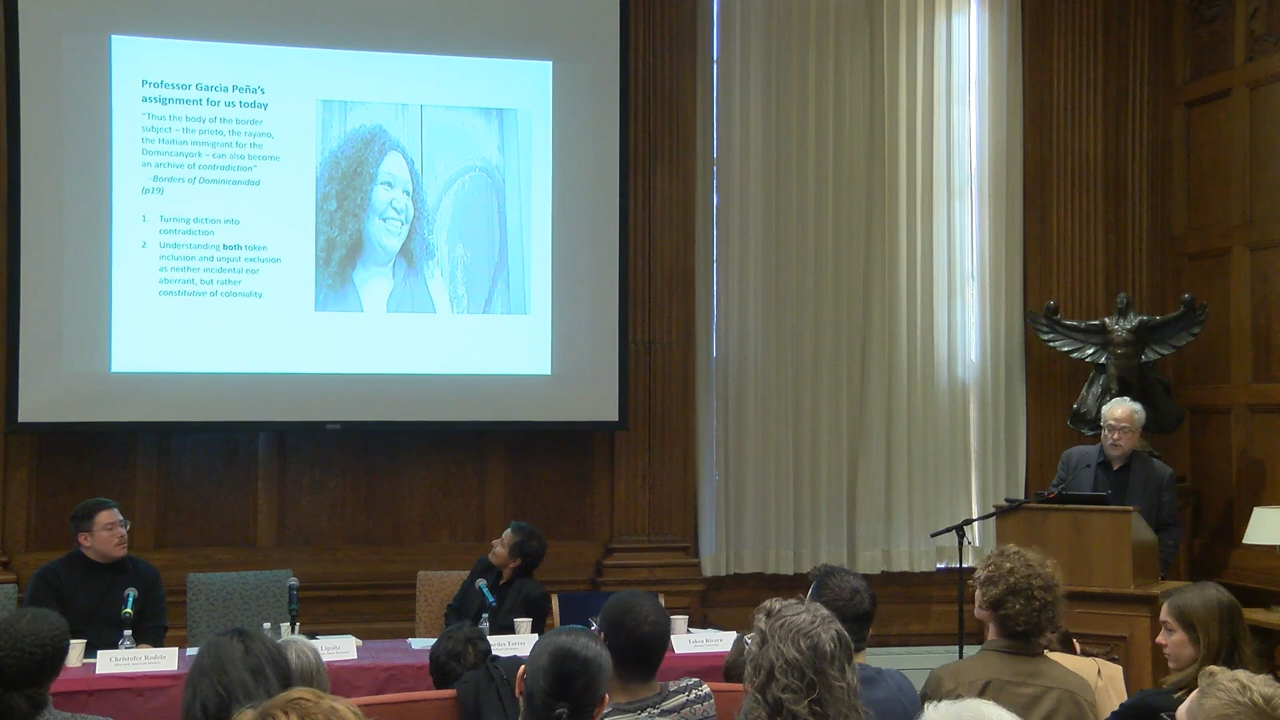 Professor Garcìa Peña's
assignment for us today
"Thus the body of the border
subject – the prieto, the rayano,
the Haitian immigrant for the
Domincanyork – can also become
an archive of contradiction"
–Borders of Dominicanidad
(p19)
1. Turning diction into
contradiction
2. Understanding both token
inclusion and unjust exclusion
as neither incidental nor
aberrant, but rather
constitutive of coloniality.
Christofer Rodelo
Lipsitz
Torres
Tahon Rivera